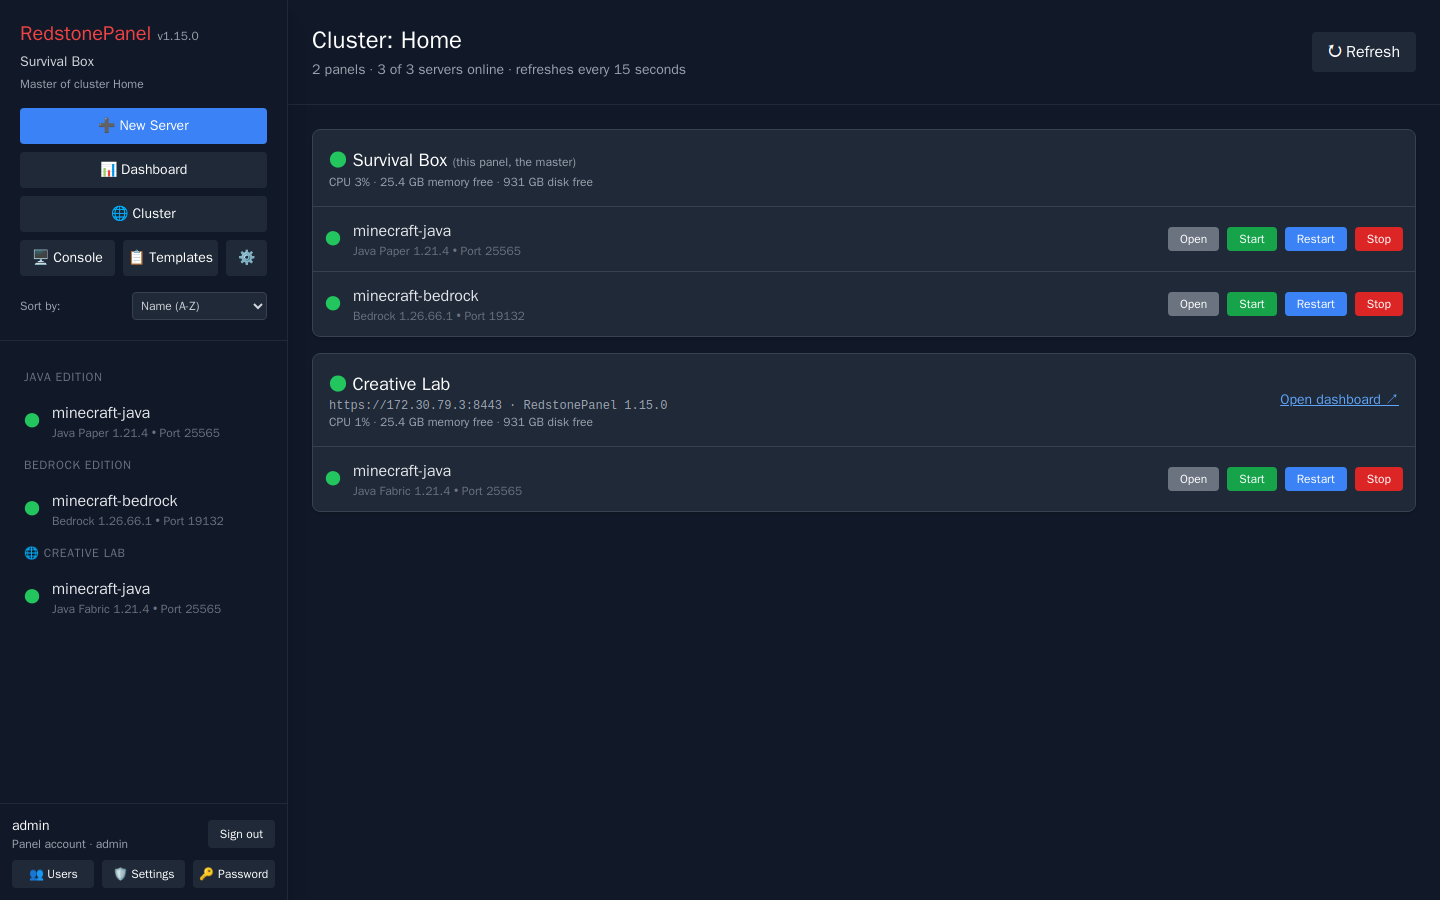 RedstonePanel v1.15.0
Survival Box
Master of cluster Home
➕ New Server
📊 Dashboard
🌐 Cluster
🖥️ Console
📋 Templates
⚙️
Sort by:
Name (A-Z)
JAVA EDITION
minecraft-java
Java Paper 1.21.4 • Port 25565
BEDROCK EDITION
minecraft-bedrock
Bedrock 1.26.66.1 • Port 19132
🌐 CREATIVE LAB
minecraft-java
Java Fabric 1.21.4 • Port 25565
admin
Panel account · admin
Sign out
👥 Users
🛡️ Settings
🔑 Password
Cluster: Home
2 panels · 3 of 3 servers online · refreshes every 15 seconds
↻ Refresh
Survival Box (this panel, the master)
CPU 3% · 25.4 GB memory free · 931 GB disk free
minecraft-java
Java Paper 1.21.4 • Port 25565
Open Start Restart Stop
minecraft-bedrock
Bedrock 1.26.66.1 • Port 19132
Open Start Restart Stop
Creative Lab
https://172.30.79.3:8443 · RedstonePanel 1.15.0
CPU 1% · 25.4 GB memory free · 931 GB disk free
Open dashboard ↗
minecraft-java
Java Fabric 1.21.4 • Port 25565
Open Start Restart Stop